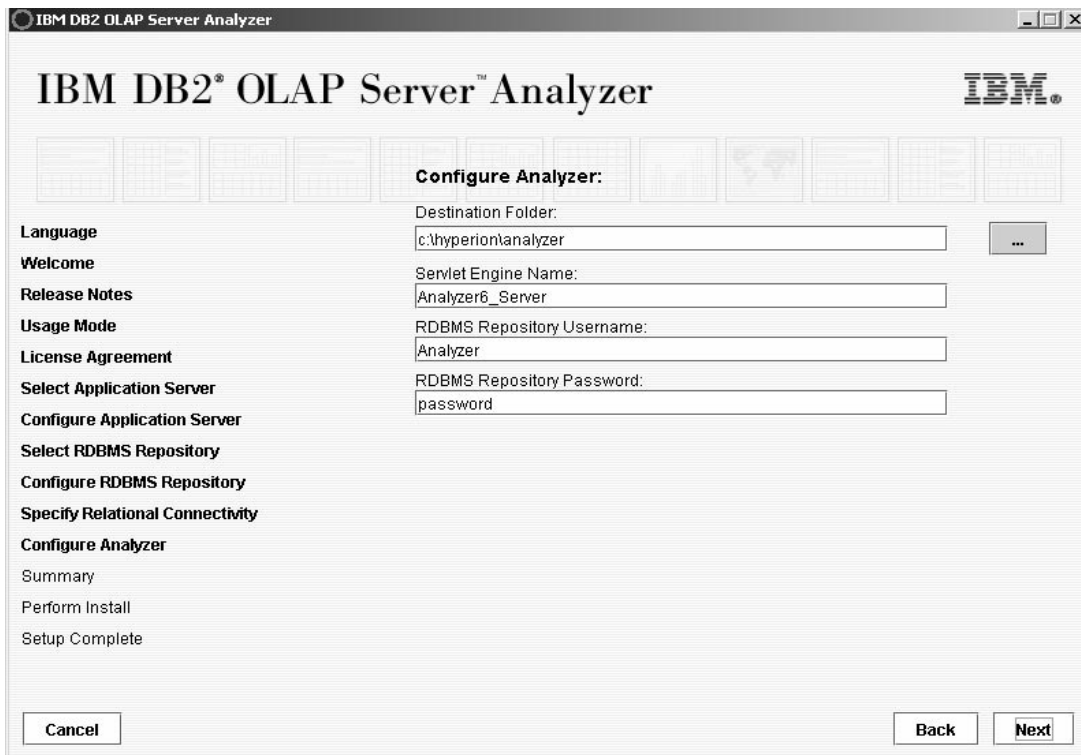 IBM DB2 OLAP Server Analyzer
IBM DB2® OLAP Server™ Analyzer
IBM®
Configure Analyzer:
Destination Folder:
c:\hyperion\analyzer
...
Servlet Engine Name:
Analyzer6_Server
RDBMS Repository Username:
Analyzer
RDBMS Repository Password:
password
Language
Welcome
Release Notes
Usage Mode
License Agreement
Select Application Server
Configure Application Server
Select RDBMS Repository
Configure RDBMS Repository
Specify Relational Connectivity
Configure Analyzer
Summary
Perform Install
Setup Complete
Cancel
Back
Next